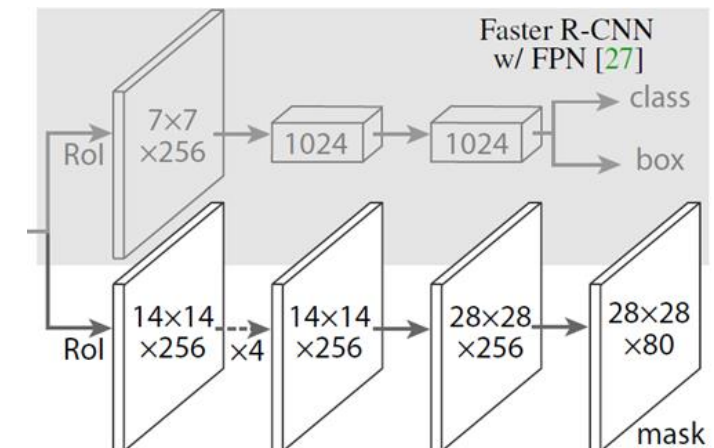 Faster R-CNN
w/ FPN [27]
RoI
7×7
×256
1024
1024
class
box
RoI
14×14
×256
×4
14×14
×256
28×28
×256
28×28
×80
mask